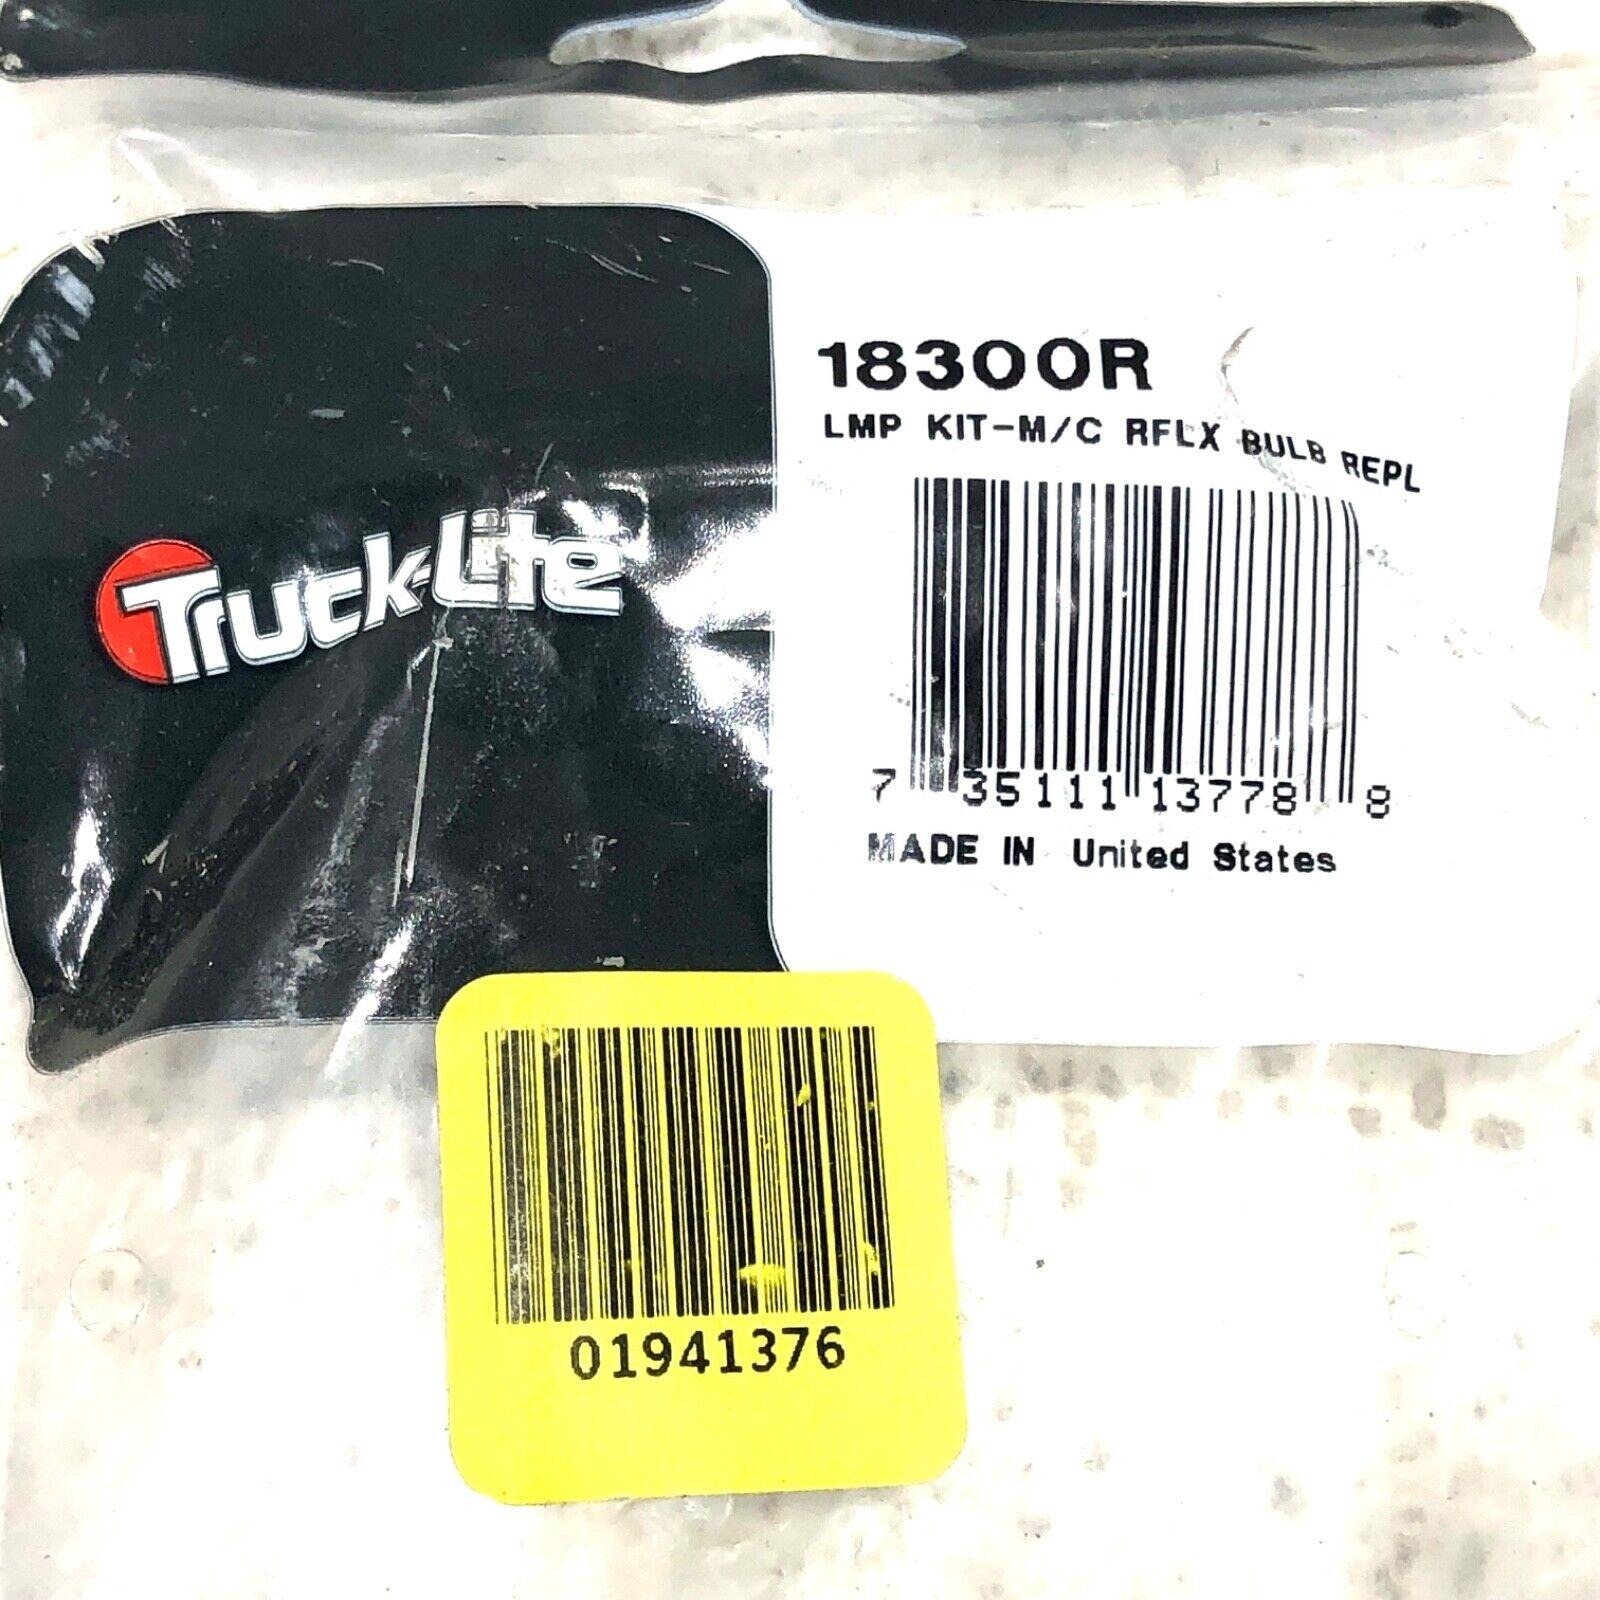 Truck-Lite
18300R
LMP KIT-M/C RFLX BULB REPL
7 35111 13778 8
MADE IN United States
01941376